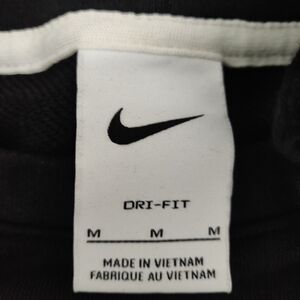 DRI-FIT
M M M
MADE IN VIETNAM
FABRIQUE AU VIETNAM